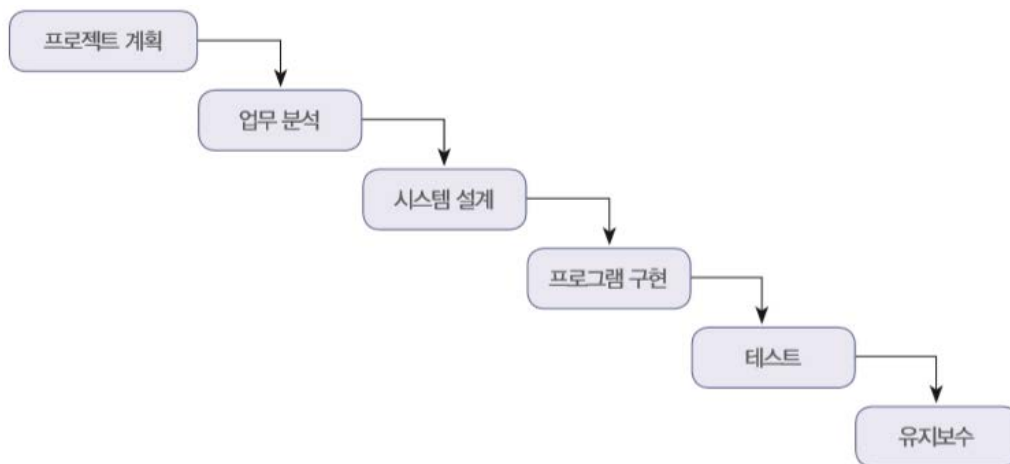 프로젝트 계획
업무 분석
시스템 설계
프로그램 구현
테스트
유지보수